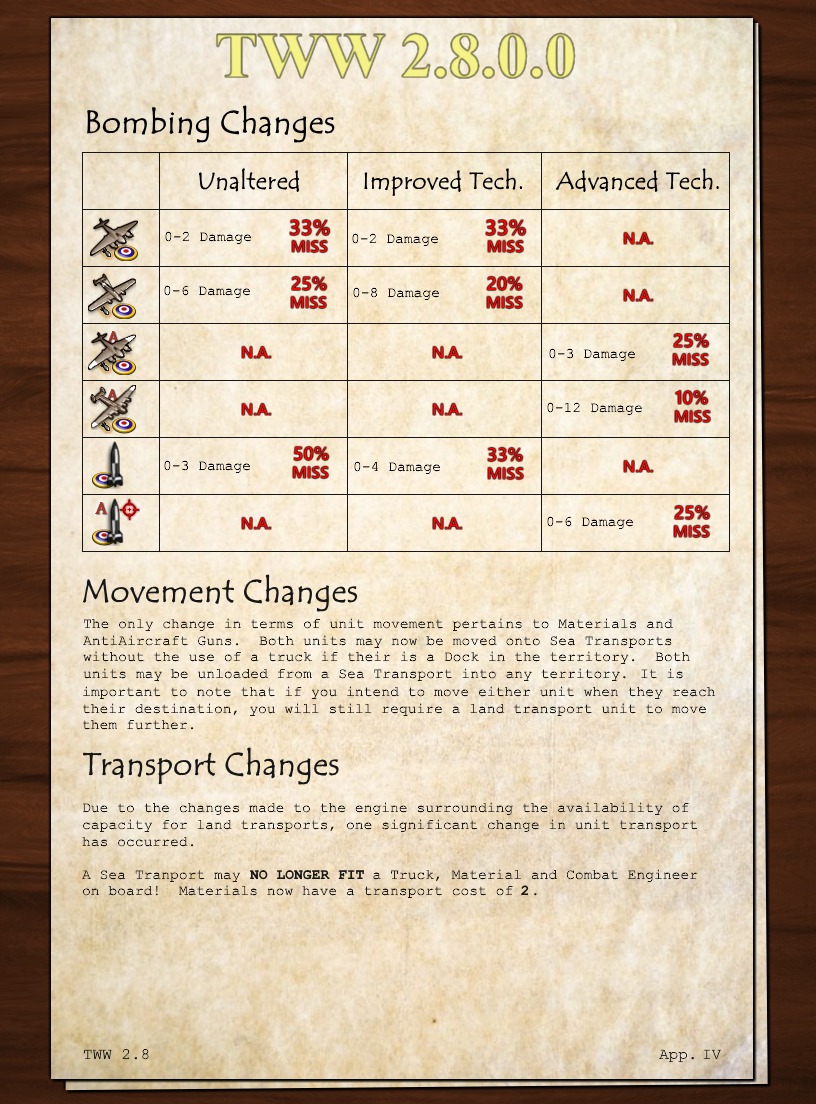 TWW 2.8.0.0
Bombing Changes
Unaltered Improved Tech. Advanced Tech.
0-2 Damage 33% MISS 0-2 Damage 33% MISS N.A.
0-6 Damage 25% MISS 0-8 Damage 20% MISS N.A.
A N.A. N.A. 0-3 Damage 25% MISS
A N.A. N.A. 0-12 Damage 10% MISS
0-3 Damage 50% MISS 0-4 Damage 33% MISS N.A.
A N.A. N.A. 0-6 Damage 25% MISS
Movement Changes
The only change in terms of unit movement pertains to Materials and
AntiAircraft Guns. Both units may now be moved onto Sea Transports
without the use of a truck if their is a Dock in the territory. Both
units may be unloaded from a Sea Transport into any territory. It is
important to note that if you intend to move either unit when they reach
their destination, you will still require a land transport unit to move
them further.
Transport Changes
Due to the changes made to the engine surrounding the availability of
capacity for land transports, one significant change in unit transport
has occurred.
A Sea Tranport may NO LONGER FIT a Truck, Material and Combat Engineer
on board! Materials now have a transport cost of 2.
TWW 2.8 App. IV